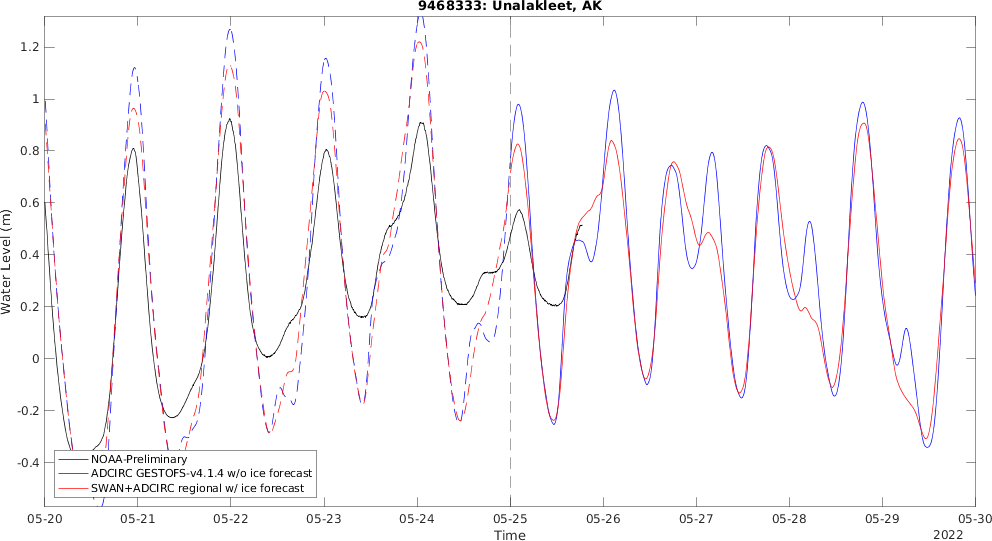 9468333: Unalakleet, AK
Water Level (m)
1.2
1
0.8
0.6
0.4
0.2
0
-0.2
-0.4
NOAA-Preliminary
ADCIRC GESTOFS-v4.1.4 w/o ice forecast
SWAN+ADCIRC regional w/ ice forecast
05-20 05-21 05-22 05-23 05-24 05-25 05-26 05-27 05-28 05-29 05-30
Time
2022